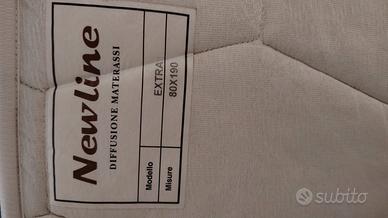 Newline
DIFFUSIONE MATERASSI
Modello EXTRA
Misure 80X190
subito